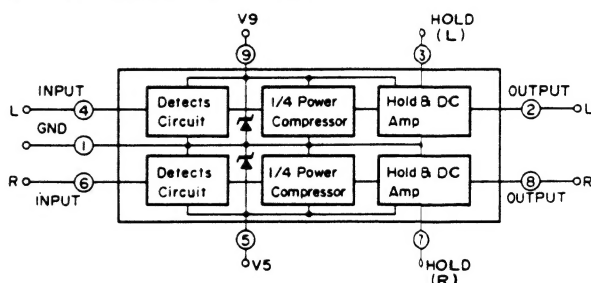 V9
HOLD
(L)
9
3
INPUT
OUTPUT
L
4
Detects
Circuit
1/4 Power
Compressor
Hold & DC
Amp
2
L
GND
1
R
6
Detects
Circuit
1/4 Power
Compressor
Hold & DC
Amp
8
R
INPUT
OUTPUT
5
7
V5
HOLD
(R)